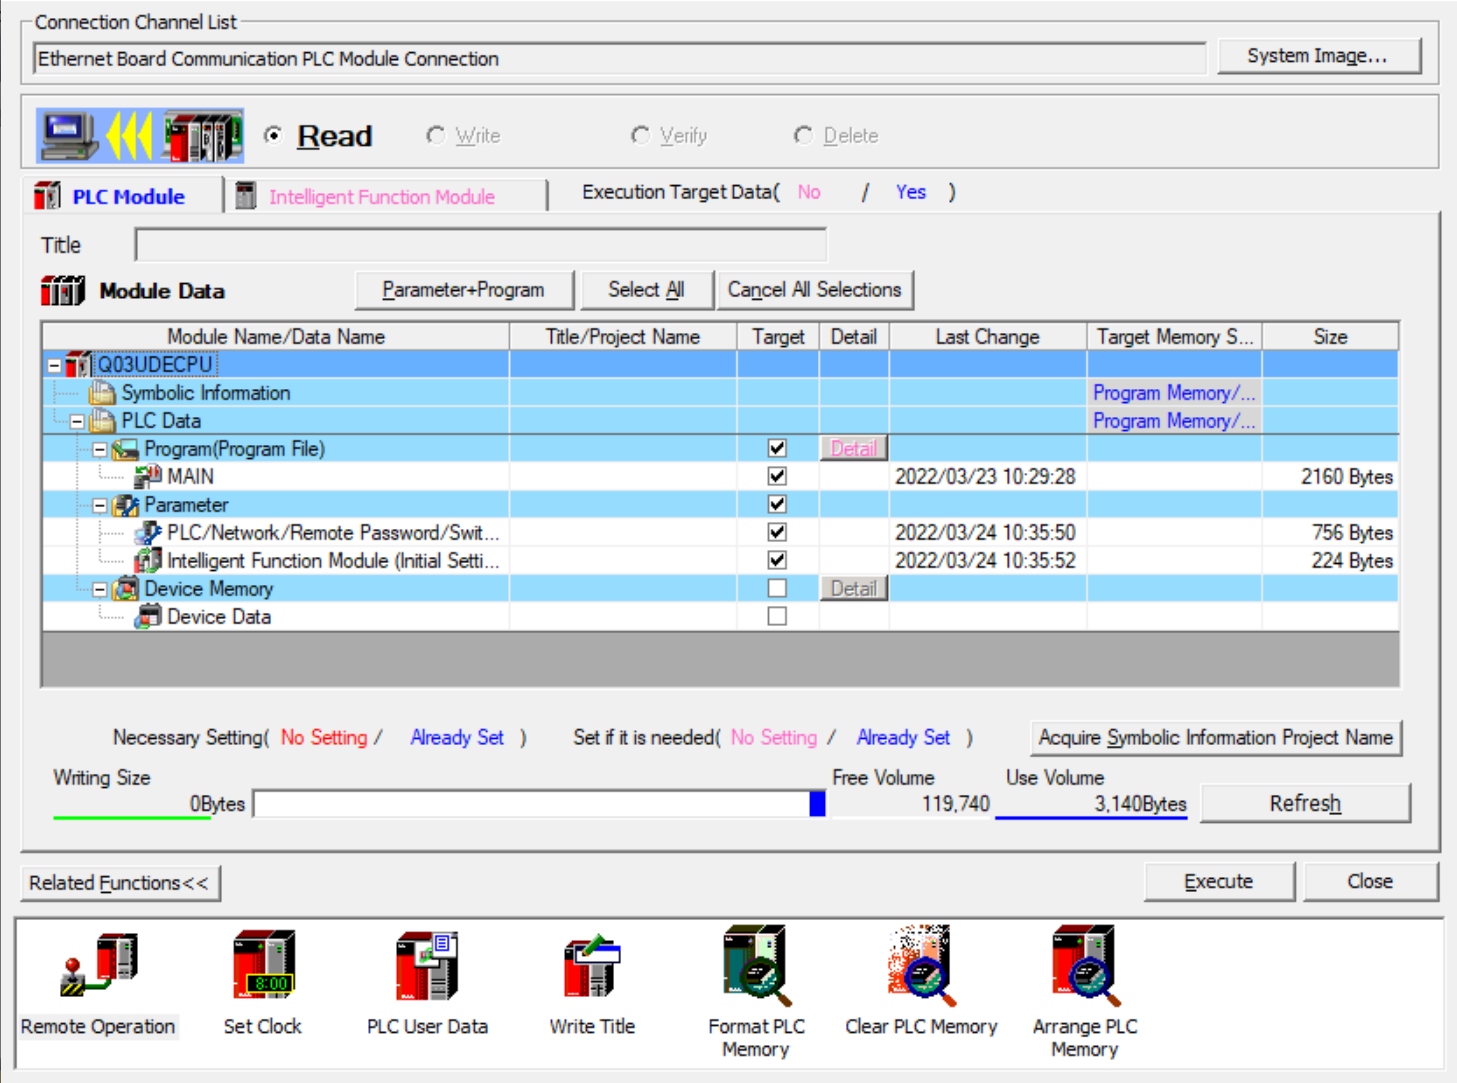 Connection Channel List
Ethernet Board Communication PLC Module Connection
System Image...
Read Write Verify Delete
PLC Module Intelligent Function Module Execution Target Data( No / Yes )
Title
Module Data Parameter+Program Select All Cancel All Selections
Module Name/Data Name Title/Project Name Target Detail Last Change Target Memory S... Size
Q03UDECPU
Symbolic Information Program Memory/...
PLC Data Program Memory/...
Program(Program File) Detail
MAIN 2022/03/23 10:29:28 2160 Bytes
Parameter
PLC/Network/Remote Password/Swit... 2022/03/24 10:35:50 756 Bytes
Intelligent Function Module (Initial Setti... 2022/03/24 10:35:52 224 Bytes
Device Memory Detail
Device Data
Necessary Setting( No Setting / Already Set ) Set if it is needed( No Setting / Already Set ) Acquire Symbolic Information Project Name
Writing Size Free Volume Use Volume
0Bytes 119,740 3,140Bytes Refresh
Related Functions<< Execute Close
8:00
Remote Operation Set Clock PLC User Data Write Title Format PLC Memory Clear PLC Memory Arrange PLC Memory